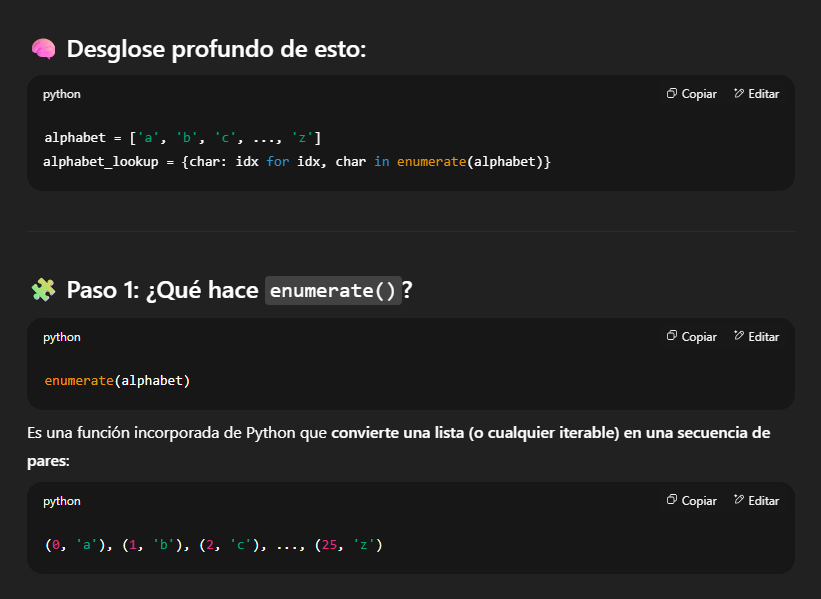 🧠 Desglose profundo de esto:
python
Copiar Editar
alphabet = ['a', 'b', 'c', ..., 'z']
alphabet_lookup = {char: idx for idx, char in enumerate(alphabet)}
🧩 Paso 1: ¿Qué hace enumerate()?
python
Copiar Editar
enumerate(alphabet)
Es una función incorporada de Python que convierte una lista (o cualquier iterable) en una secuencia de
pares:
python
Copiar Editar
(0, 'a'), (1, 'b'), (2, 'c'), ..., (25, 'z')